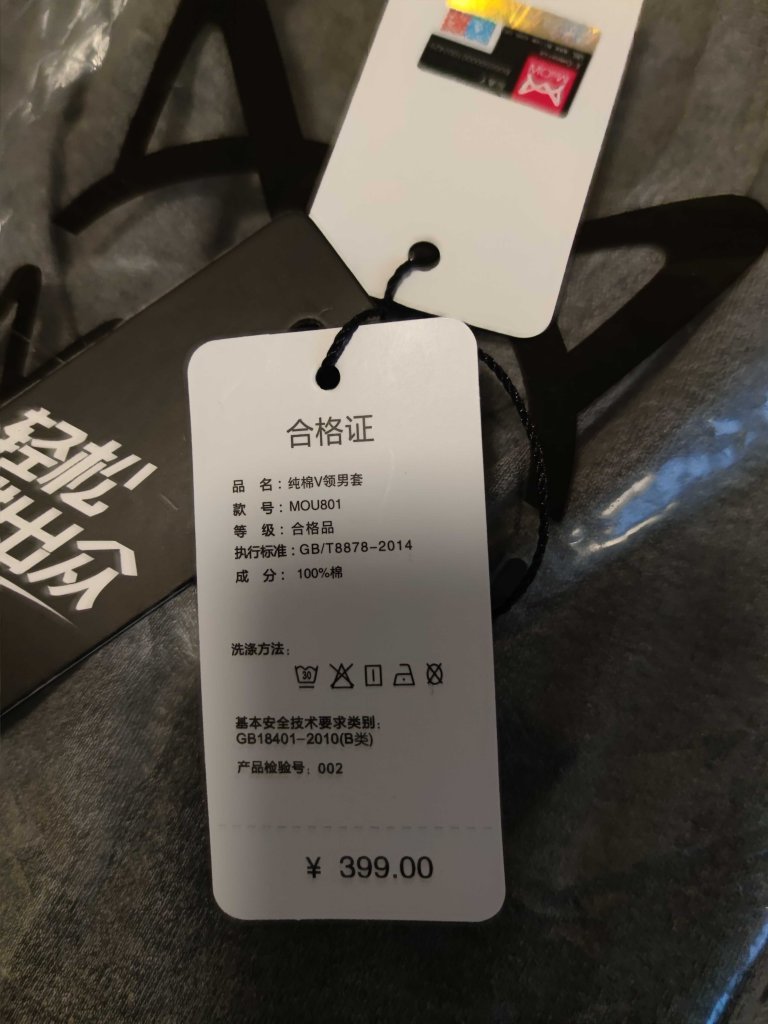 MiiOW
合格证
品 名：纯棉V领男套
款 号：MOU801
等 级：合格品
执行标准：GB/T8878-2014
成 分： 100%棉
洗涤方法：
30
基本安全技术要求类别：
GB18401-2010(B类)
产品检验号：002
¥ 399.00
轻松
出众